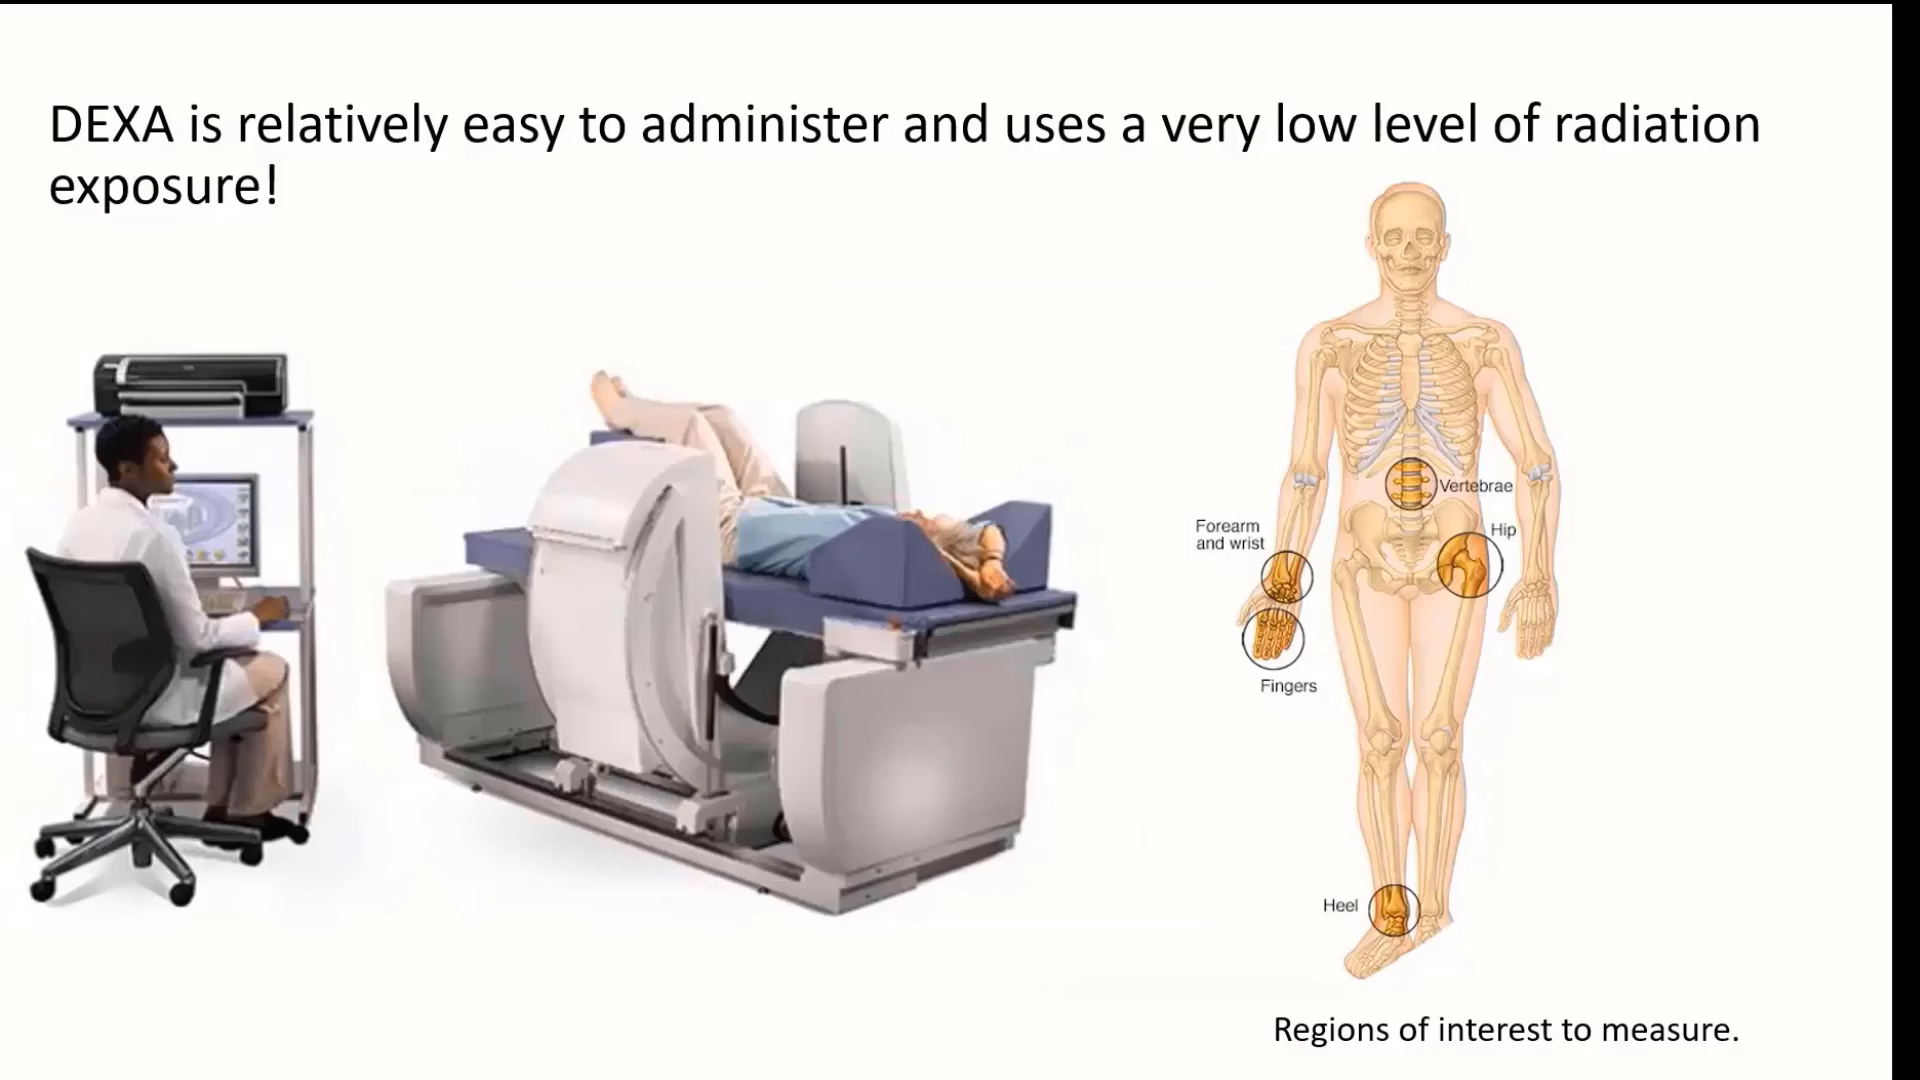 DEXA is relatively easy to administer and uses a very low level of radiation
exposure!
Vertebrae
Forearm
and wrist
Hip
Fingers
Heel
Regions of interest to measure.